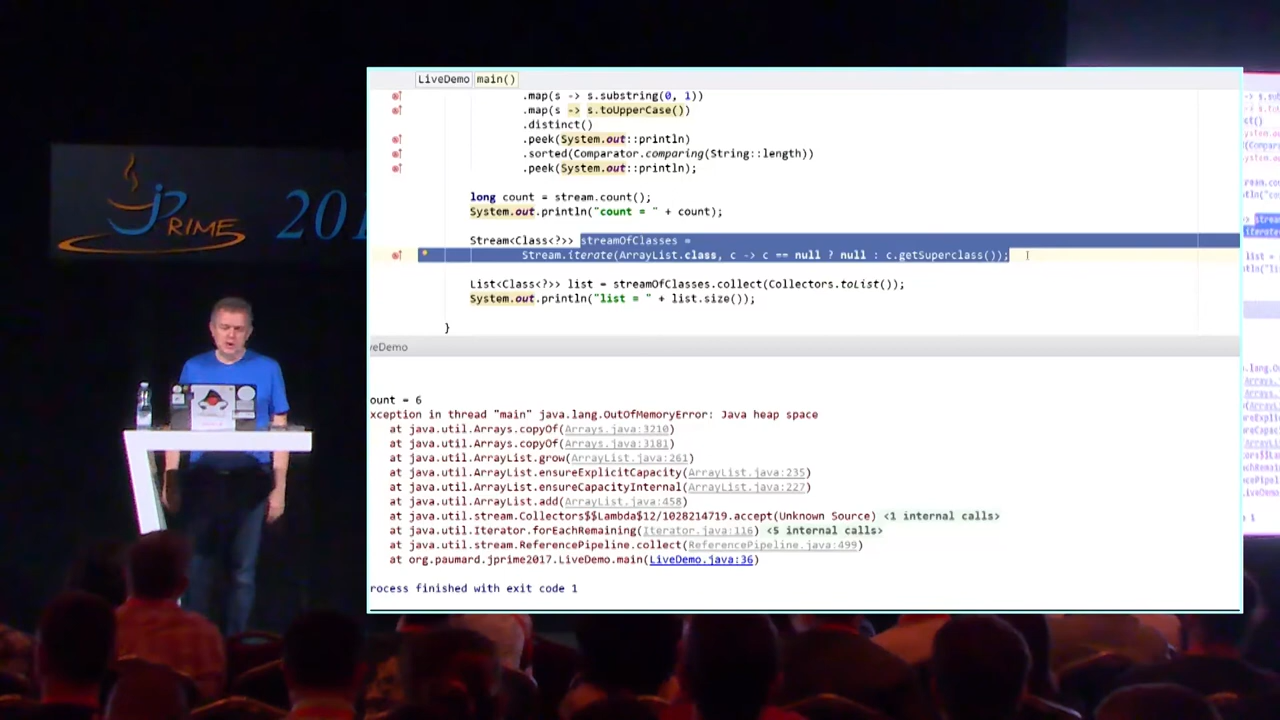 LiveDemo main()
.map(s -> s.substring(0, 1))
.map(s -> s.toUpperCase())
.distinct()
.peek(System.out::println)
.sorted(Comparator.comparing(String::length))
.peek(System.out::println);
long count = stream.count();
System.out.println("count = " + count);
Stream<Class<?>> streamOfClasses =
Stream.iterate(ArrayList.class, c -> c == null ? null : c.getSuperclass());
List<Class<?>> list = streamOfClasses.collect(Collectors.toList());
System.out.println("list = " + list.size());
}
JPRIME 201
veDemo
ount = 6
xception in thread "main" java.lang.OutOfMemoryError: Java heap space
at java.util.Arrays.copyOf(Arrays.java:3210)
at java.util.Arrays.copyOf(Arrays.java:3181)
at java.util.ArrayList.grow(ArrayList.java:261)
at java.util.ArrayList.ensureExplicitCapacity(ArrayList.java:235)
at java.util.ArrayList.ensureCapacityInternal(ArrayList.java:227)
at java.util.ArrayList.add(ArrayList.java:458)
at java.util.stream.Collectors$$Lambda$12/1028214719.accept(Unknown Source) <1 internal calls>
at java.util.Iterator.forEachRemaining(Iterator.java:116) <5 internal calls>
at java.util.stream.ReferencePipeline.collect(ReferencePipeline.java:499)
at org.paumard.jprime2017.LiveDemo.main(LiveDemo.java:36)
rocess finished with exit code 1